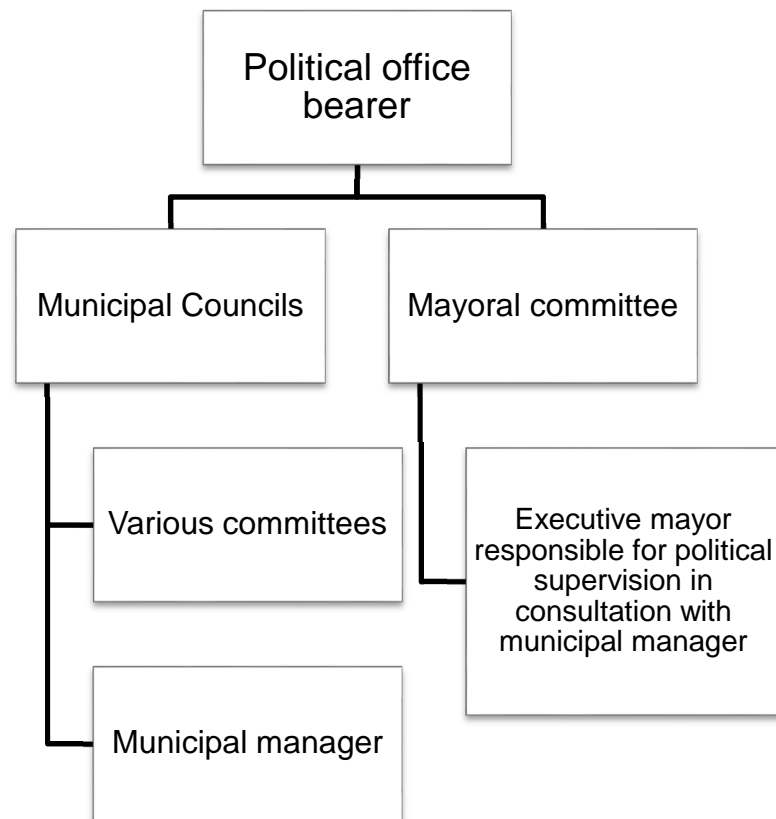 Political office
bearer
Municipal Councils
Mayoral committee
Various committees
Executive mayor
responsible for political
supervision in
consultation with
municipal manager
Municipal manager